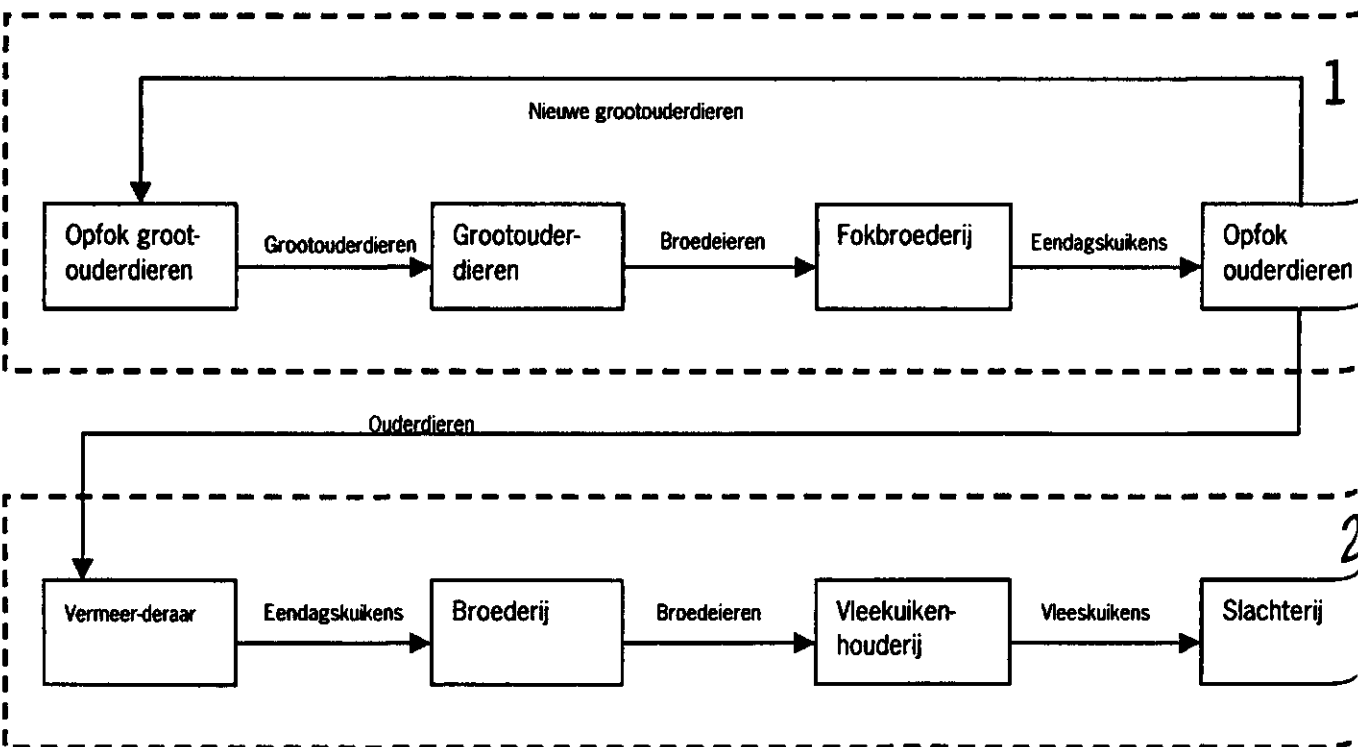 1
Nieuwe grootouderdieren
Opfok groot-
ouderdieren
Grootouderdieren
Grootouder-
dieren
Broedeieren
Fokbroederij
Eendagskuikens
Opfok
ouderdieren
Ouderdieren
2
Vermeer-deraar
Eendagskuikens
Broederij
Broedeieren
Vleekuiken-
houderij
Vleeskuikens
Slachterij